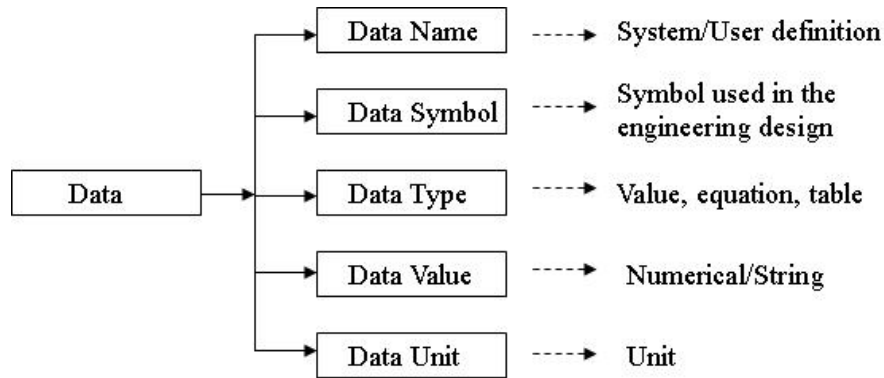 Data
Data Name
System/User definition
Data Symbol
Symbol used in the
engineering design
Data Type
Value, equation, table
Data Value
Numerical/String
Data Unit
Unit